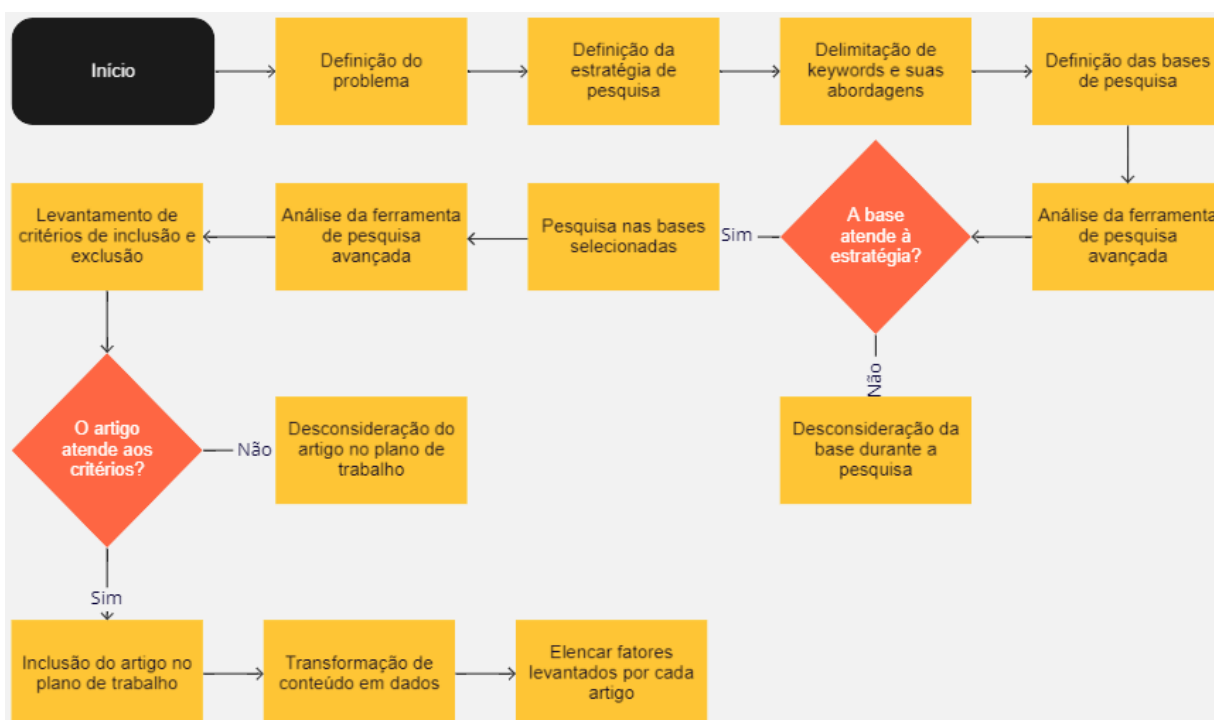 Início
Definição do
problema
Definição da
estratégia de
pesquisa
Delimitação de
keywords e suas
abordagens
Definição das bases
de pesquisa
Análise da ferramenta
de pesquisa
avançada
A base
atende à
estratégia?
Sim
Não
Desconsideração da
base durante a
pesquisa
Pesquisa nas bases
selecionadas
Análise da ferramenta
de pesquisa
avançada
Levantamento de
critérios de inclusão e
exclusão
O artigo
atende aos
critérios?
Não
Desconsideração do
artigo no plano de
trabalho
Sim
Inclusão do artigo no
plano de trabalho
Transformação de
conteúdo em dados
Elencar fatores
levantados por cada
artigo